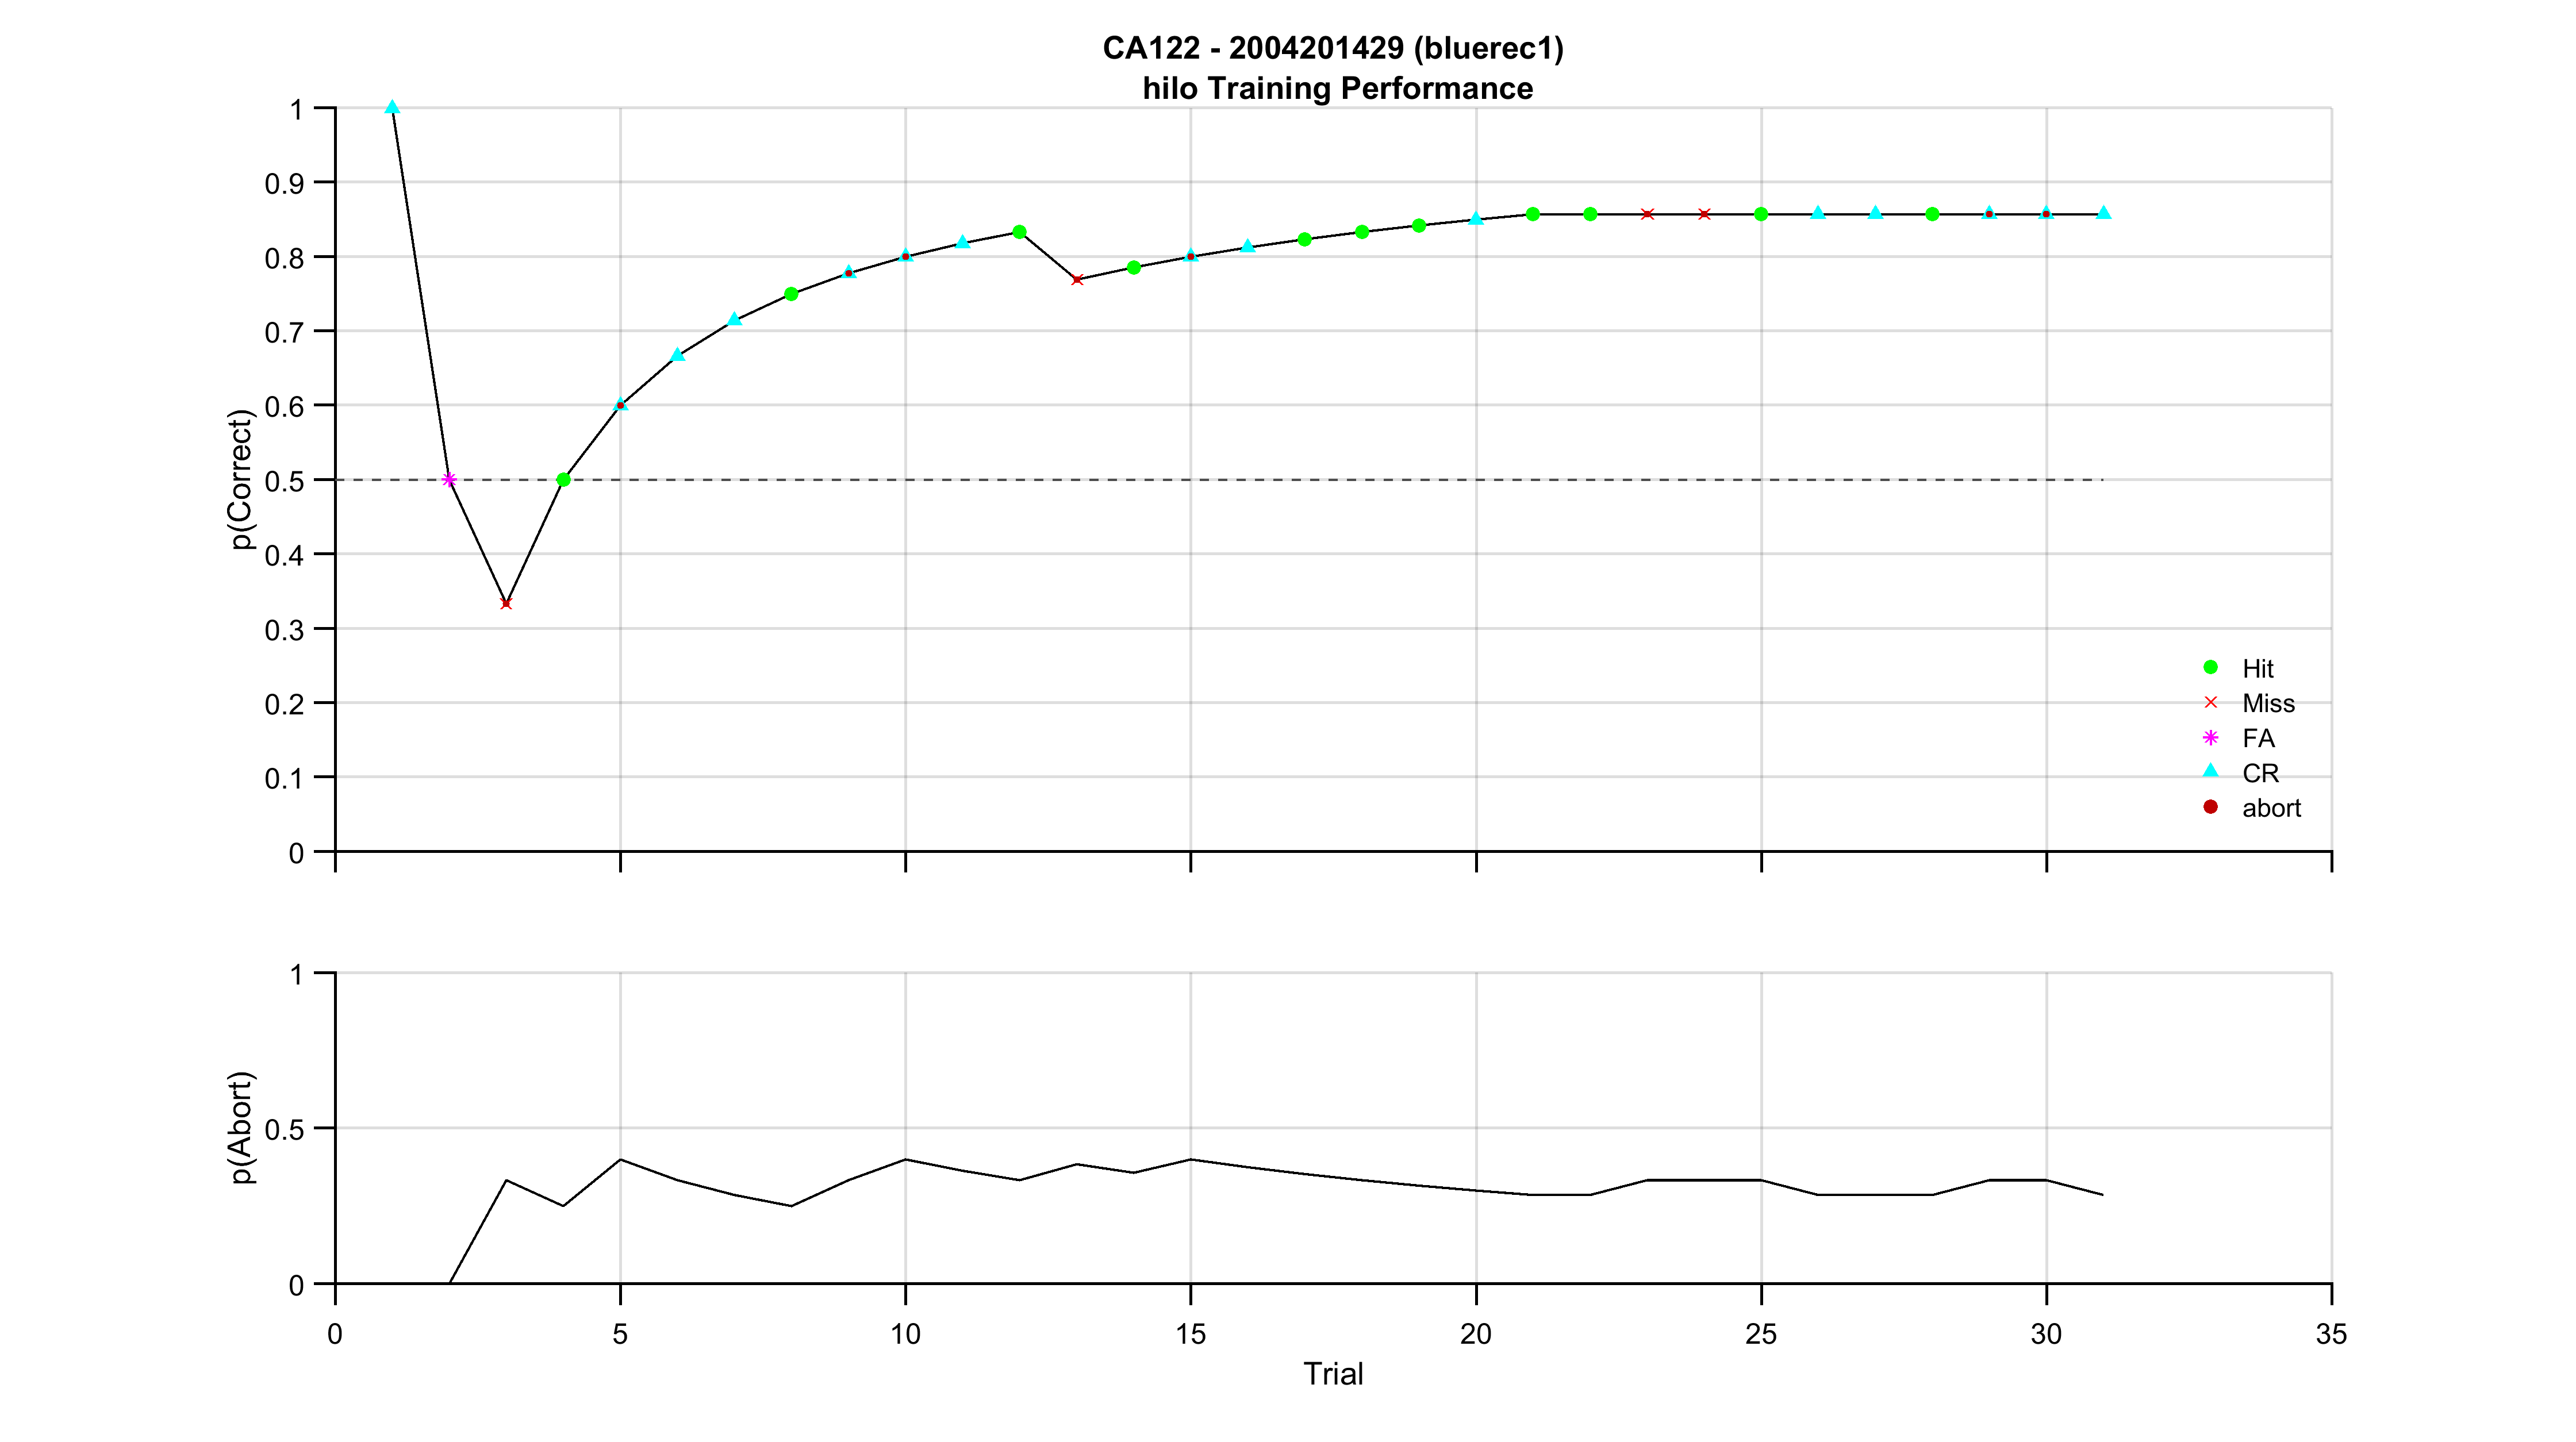 CA122 - 2004201429 (bluerec1)
hilo Training Performance
1
0.9
0.8
0.7
0.6
0.5
0.4
0.3
0.2
0.1
0
p(Correct)
Hit
Miss
FA
CR
abort
1
0.5
0
p(Abort)
0 5 10 15 20 25 30 35
Trial